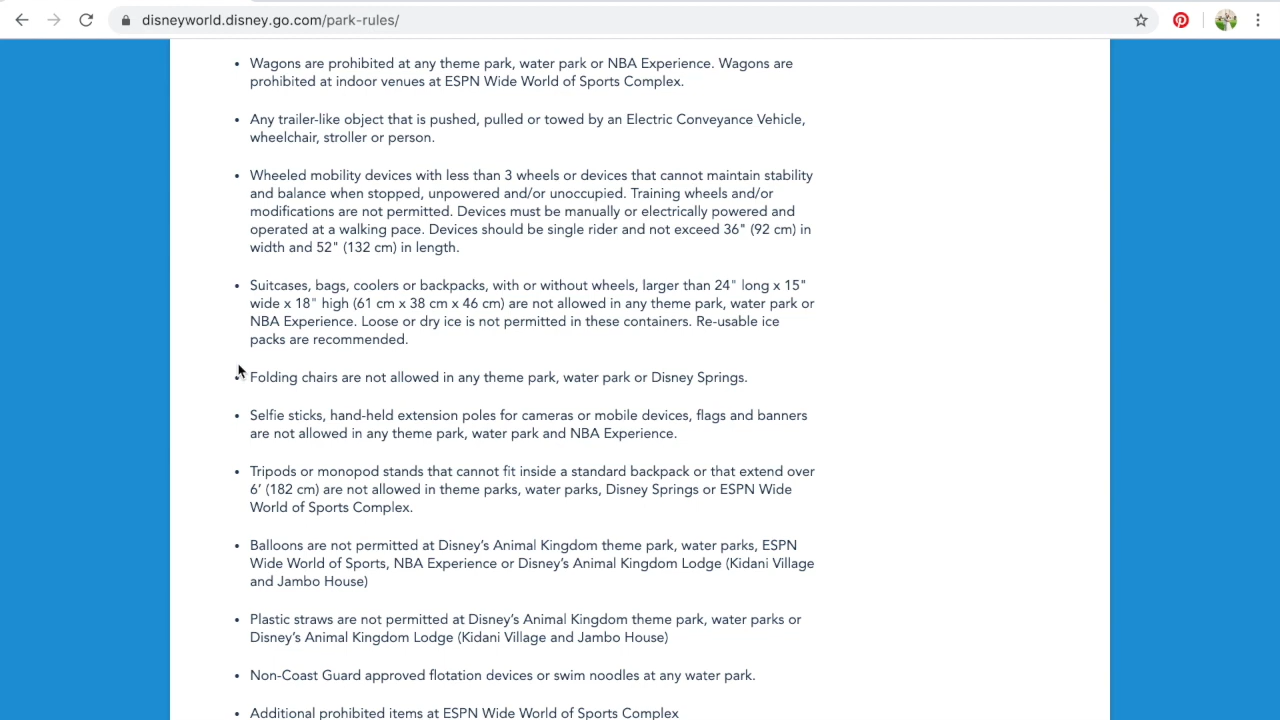 disneyworld.disney.go.com/park-rules/
• Wagons are prohibited at any theme park, water park or NBA Experience. Wagons are
prohibited at indoor venues at ESPN Wide World of Sports Complex.
• Any trailer-like object that is pushed, pulled or towed by an Electric Conveyance Vehicle,
wheelchair, stroller or person.
• Wheeled mobility devices with less than 3 wheels or devices that cannot maintain stability
and balance when stopped, unpowered and/or unoccupied. Training wheels and/or
modifications are not permitted. Devices must be manually or electrically powered and
operated at a walking pace. Devices should be single rider and not exceed 36" (92 cm) in
width and 52" (132 cm) in length.
• Suitcases, bags, coolers or backpacks, with or without wheels, larger than 24" long x 15"
wide x 18" high (61 cm x 38 cm x 46 cm) are not allowed in any theme park, water park or
NBA Experience. Loose or dry ice is not permitted in these containers. Re-usable ice
packs are recommended.
• Folding chairs are not allowed in any theme park, water park or Disney Springs.
• Selfie sticks, hand-held extension poles for cameras or mobile devices, flags and banners
are not allowed in any theme park, water park and NBA Experience.
• Tripods or monopod stands that cannot fit inside a standard backpack or that extend over
6’ (182 cm) are not allowed in theme parks, water parks, Disney Springs or ESPN Wide
World of Sports Complex.
• Balloons are not permitted at Disney’s Animal Kingdom theme park, water parks, ESPN
Wide World of Sports, NBA Experience or Disney’s Animal Kingdom Lodge (Kidani Village
and Jambo House)
• Plastic straws are not permitted at Disney’s Animal Kingdom theme park, water parks or
Disney’s Animal Kingdom Lodge (Kidani Village and Jambo House)
• Non-Coast Guard approved flotation devices or swim noodles at any water park.
• Additional prohibited items at ESPN Wide World of Sports Complex